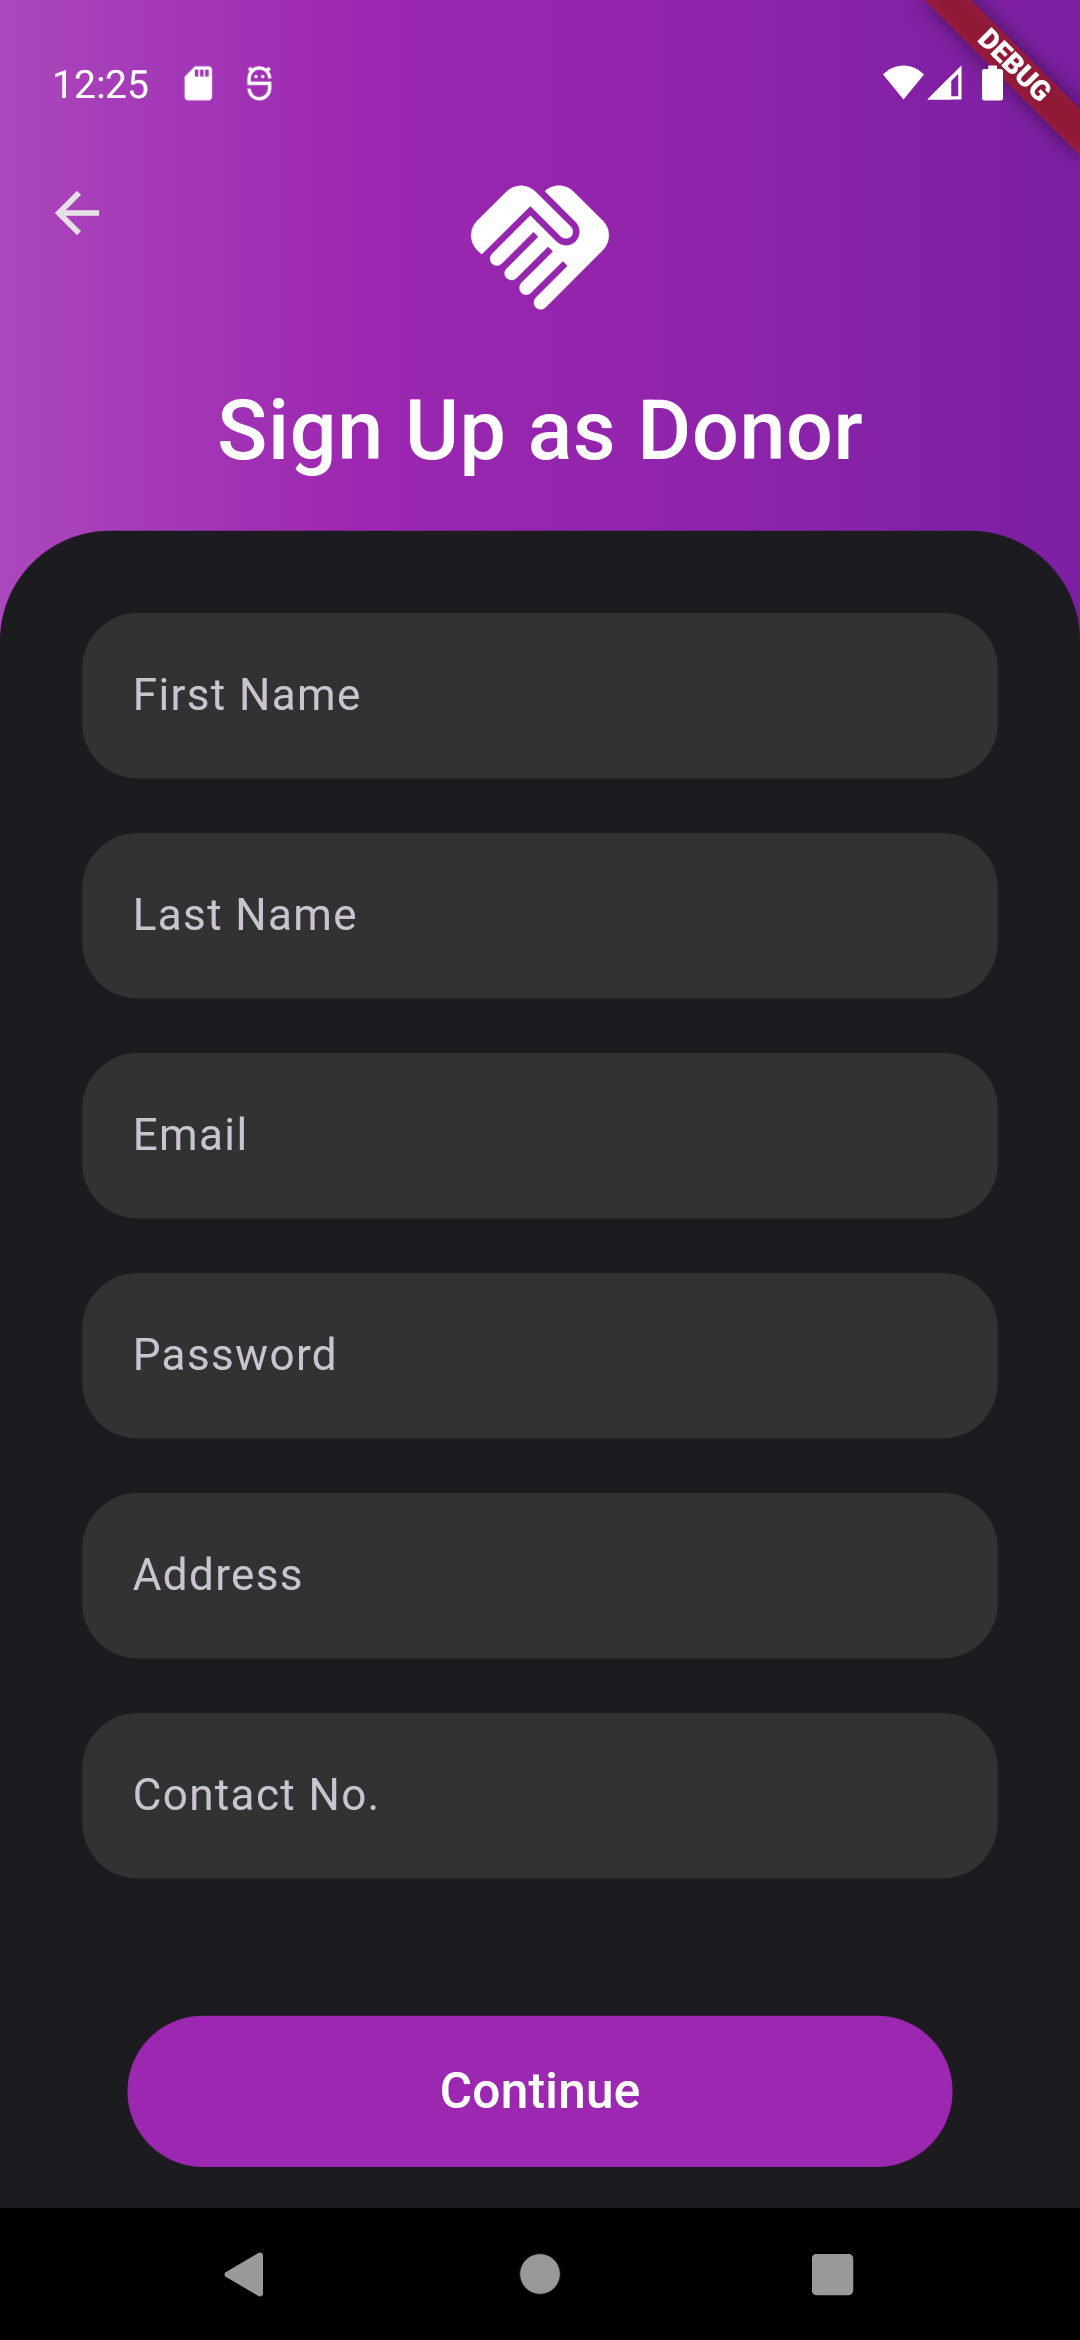 12:25
DEBUG
Sign Up as Donor
First Name
Last Name
Email
Password
Address
Contact No.
Continue